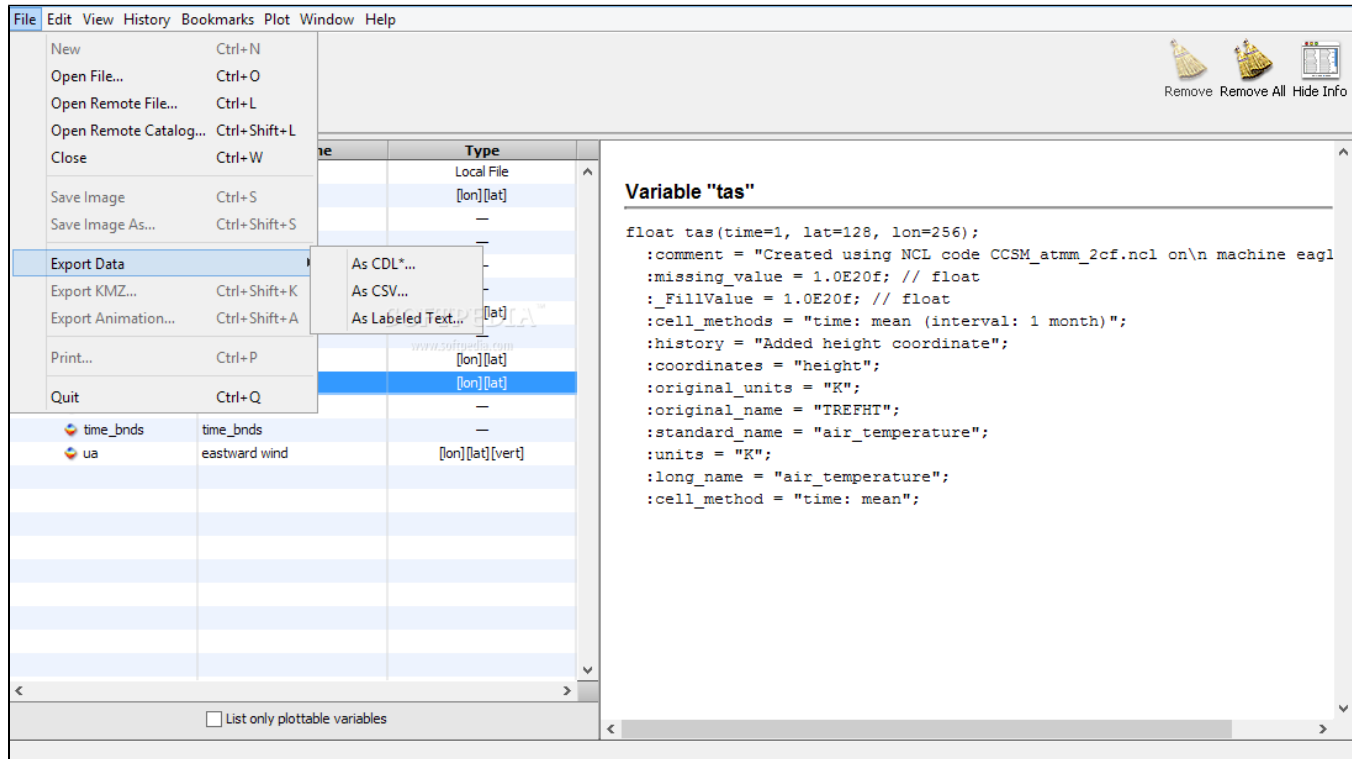 File Edit View History Bookmarks Plot Window Help
New Ctrl+N
Open File... Ctrl+O
Open Remote File... Ctrl+L
Open Remote Catalog... Ctrl+Shift+L
Close Ctrl+W
Save Image Ctrl+S
Save Image As... Ctrl+Shift+S
Export Data
Export KMZ... Ctrl+Shift+K
Export Animation... Ctrl+Shift+A
Print... Ctrl+P
Quit Ctrl+Q
As CDL*...
As CSV...
As Labeled Text...
Remove Remove All Hide Info
Type
Local File
[lon][lat]
—
—
[lat]
—
[lon][lat]
[lon][lat]
—
time_bnds time_bnds —
ua eastward wind [lon][lat][vert]
SOFTPEDIA
www.softpedia.com
List only plottable variables
Variable "tas"
float tas(time=1, lat=128, lon=256);
:comment = "Created using NCL code CCSM_atmm_2cf.ncl on\n machine eagl
:missing_value = 1.0E20f; // float
:_FillValue = 1.0E20f; // float
:cell_methods = "time: mean (interval: 1 month)";
:history = "Added height coordinate";
:coordinates = "height";
:original_units = "K";
:original_name = "TREFHT";
:standard_name = "air_temperature";
:units = "K";
:long_name = "air_temperature";
:cell_method = "time: mean";